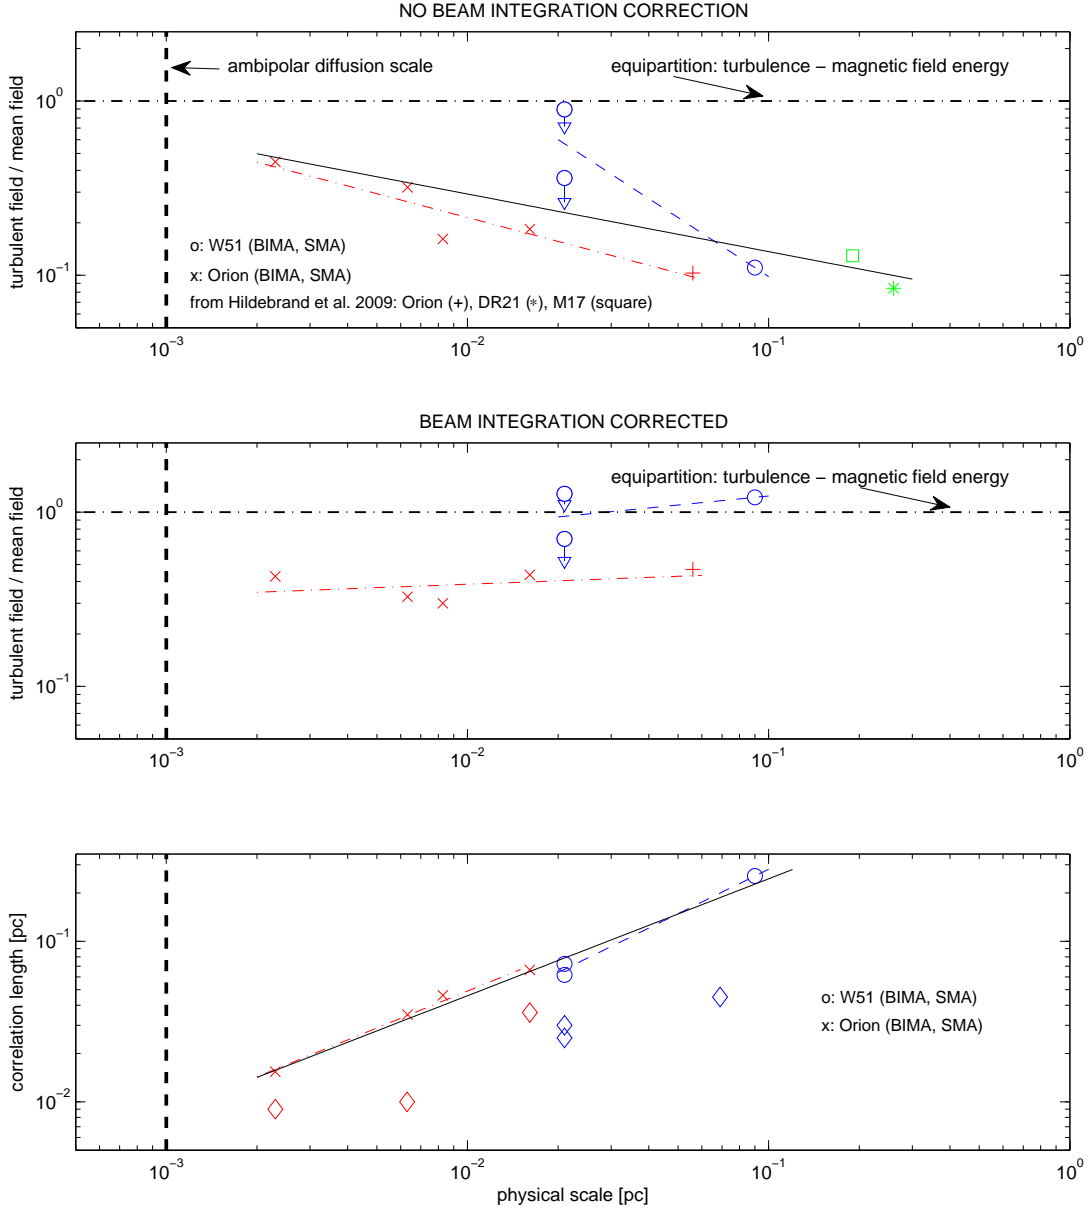 NO BEAM INTEGRATION CORRECTION
ambipolar diffusion scale
equipartition: turbulence − magnetic field energy
10^0
10^−1
turbulent field / mean field
o: W51 (BIMA, SMA)
x: Orion (BIMA, SMA)
from Hildebrand et al. 2009: Orion (+), DR21 (*), M17 (square)
10^−3 10^−2 10^−1 10^0
BEAM INTEGRATION CORRECTED
equipartition: turbulence − magnetic field energy
10^0
10^−1
turbulent field / mean field
10^−3 10^−2 10^−1 10^0
10^−1
10^−2
correlation length [pc]
o: W51 (BIMA, SMA)
x: Orion (BIMA, SMA)
10^−3 10^−2 10^−1 10^0
physical scale [pc]